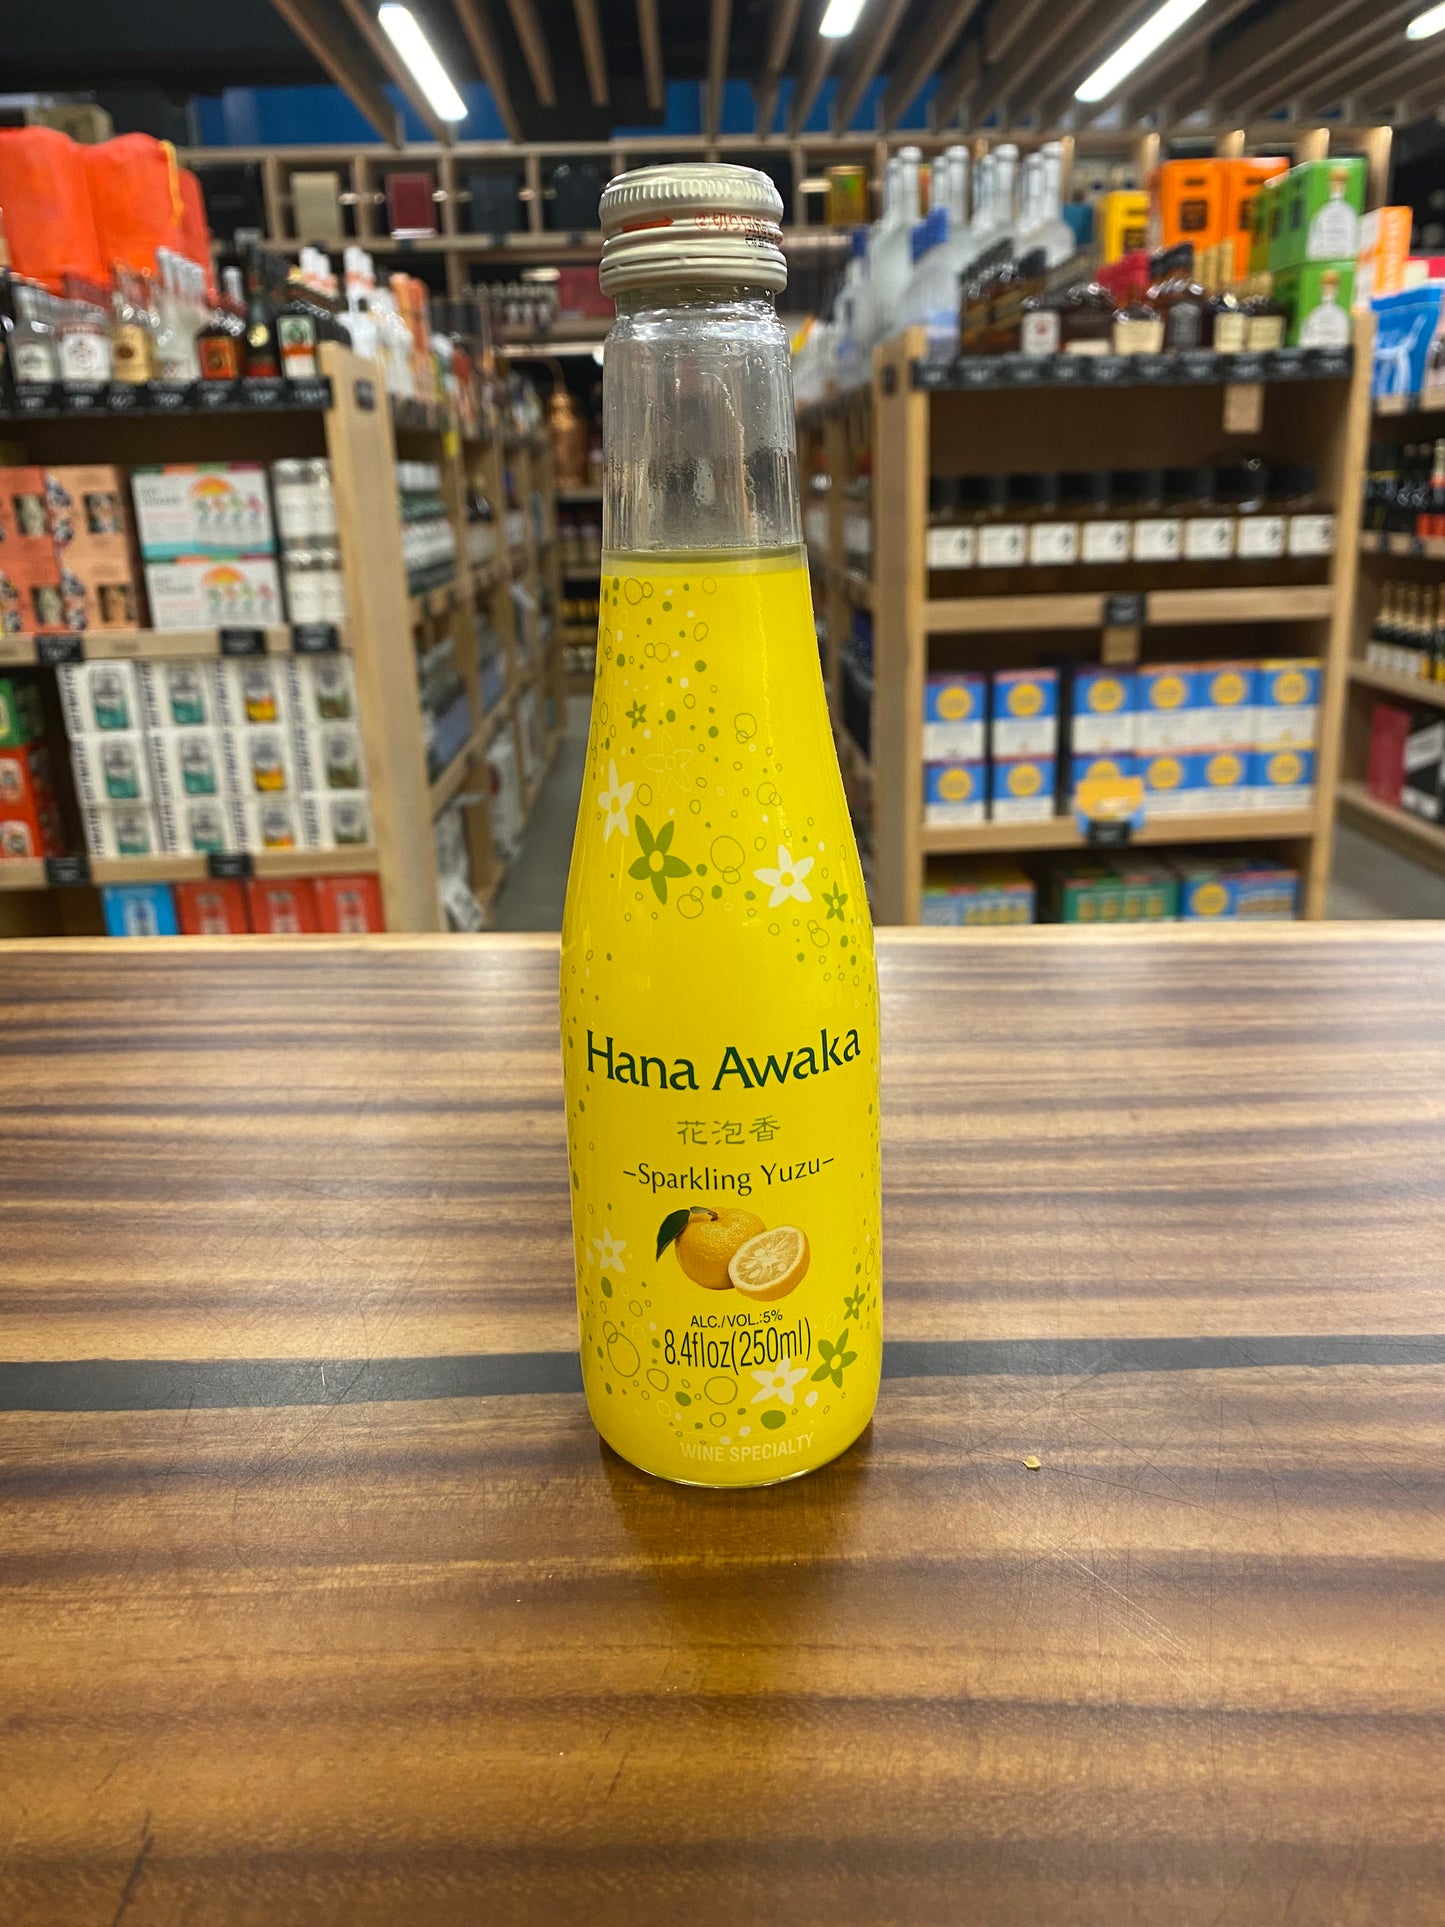 Hana Awaka
花泡香
–Sparkling Yuzu–
ALC./VOL.:5%
8.4floz(250ml)
WINE SPECIALTY